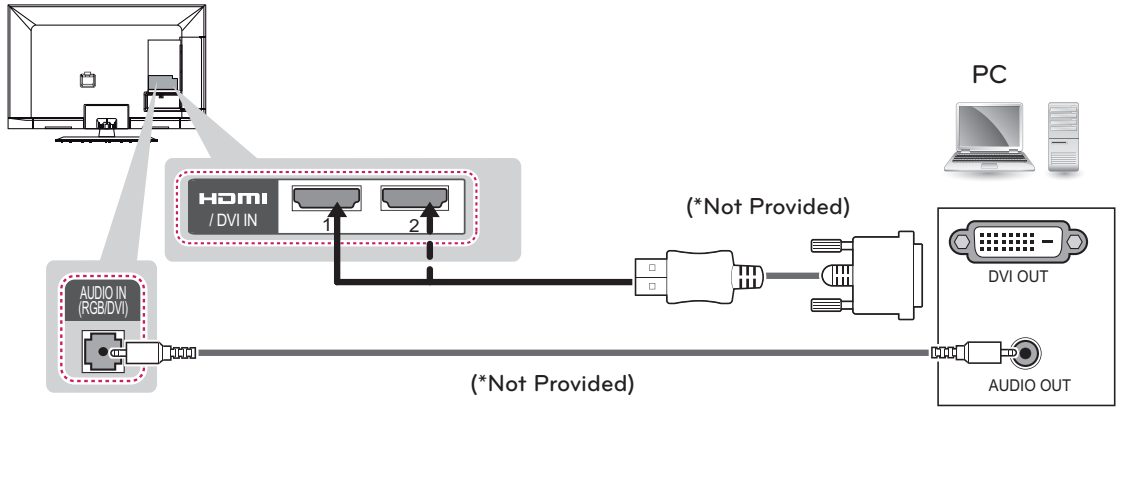 PC
HDMI
/ DVI IN
1
2
(*Not Provided)
DVI OUT
AUDIO IN
(RGB/DVI)
(*Not Provided)
AUDIO OUT